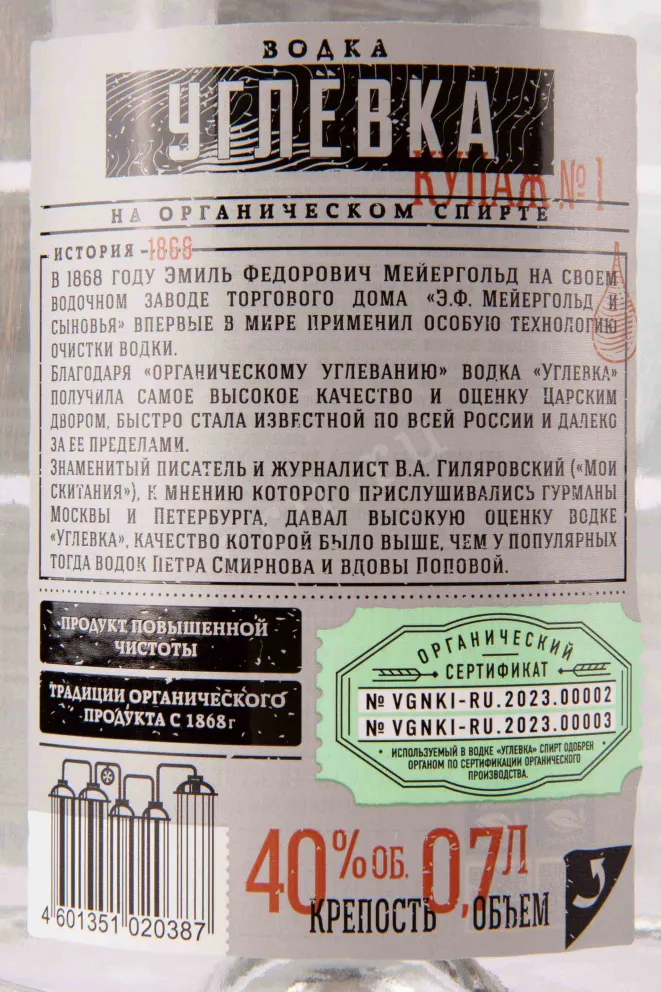 ВОДКА
УГЛЁВКА
КУПАЖ № 1
НА ОРГАНИЧЕСКОМ СПИРТЕ
ИСТОРИЯ - 1868
В 1868 ГОДУ ЭМИЛЬ ФЕДОРОВИЧ МЕЙЕРГОЛЬД НА СВОЕМ
ВОДОЧНОМ ЗАВОДЕ ТОРГОВОГО ДОМА «Э.Ф. МЕЙЕРГОЛЬД И
СЫНОВЬЯ» ВПЕРВЫЕ В МИРЕ ПРИМЕНИЛ ОСОБУЮ ТЕХНОЛОГИЮ
ОЧИСТКИ ВОДКИ.
БЛАГОДАРЯ «ОРГАНИЧЕСКОМУ УГЛЕВАНИЮ» ВОДКА «УГЛЕВКА»
ПОЛУЧИЛА САМОЕ ВЫСОКОЕ КАЧЕСТВО И ОЦЕНКУ ЦАРСКИМ
ДВОРОМ, БЫСТРО СТАЛА ИЗВЕСТНОЙ ПО ВСЕЙ РОССИИ И ДАЛЕКО
ЗА ЕЕ ПРЕДЕЛАМИ.
ЗНАМЕНИТЫЙ ПИСАТЕЛЬ И ЖУРНАЛИСТ В.А. ГИЛЯРОВСКИЙ («МОИ
СКИТАНИЯ»), К МНЕНИЮ КОТОРОГО ПРИСЛУШИВАЛИСЬ ГУРМАНЫ
МОСКВЫ И ПЕТЕРБУРГА, ДАВАЛ ВЫСОКУЮ ОЦЕНКУ ВОДКЕ
«УГЛЕВКА», КАЧЕСТВО КОТОРОЙ БЫЛО ВЫШЕ, ЧЕМ У ПОПУЛЯРНЫХ
ТОГДА ВОДОК ПЕТРА СМИРНОВА И ВДОВЫ ПОПОВОЙ.
ПРОДУКТ ПОВЫШЕННОЙ
ЧИСТОТЫ
ТРАДИЦИИ ОРГАНИЧЕСКОГО
ПРОДУКТА С 1868г
ОРГАНИЧЕСКИЙ
СЕРТИФИКАТ
№ VGNKI-RU.2023.00002
№ VGNKI-RU.2023.00003
• ИСПОЛЬЗУЕМЫЙ В ВОДКЕ «УГЛЕВКА» СПИРТ ОДОБРЕН •
ОРГАНОМ ПО СЕРТИФИКАЦИИ ОРГАНИЧЕСКОГО
ПРОИЗВОДСТВА.
40% ОБ. 0,7Л
КРЕПОСТЬ ОБЪЕМ
4 601351 020387